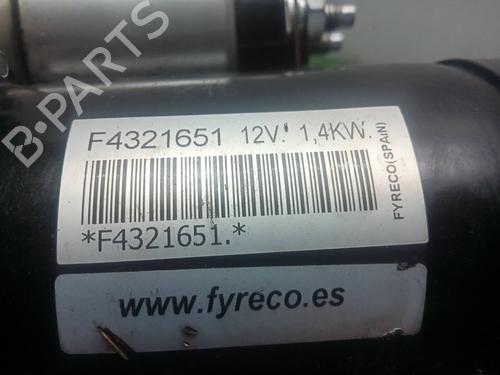 B-PARTS
F4321651 12V. 1,4KW.
FYRECO(SPAIN)
*F4321651.*
www.fyreco.es